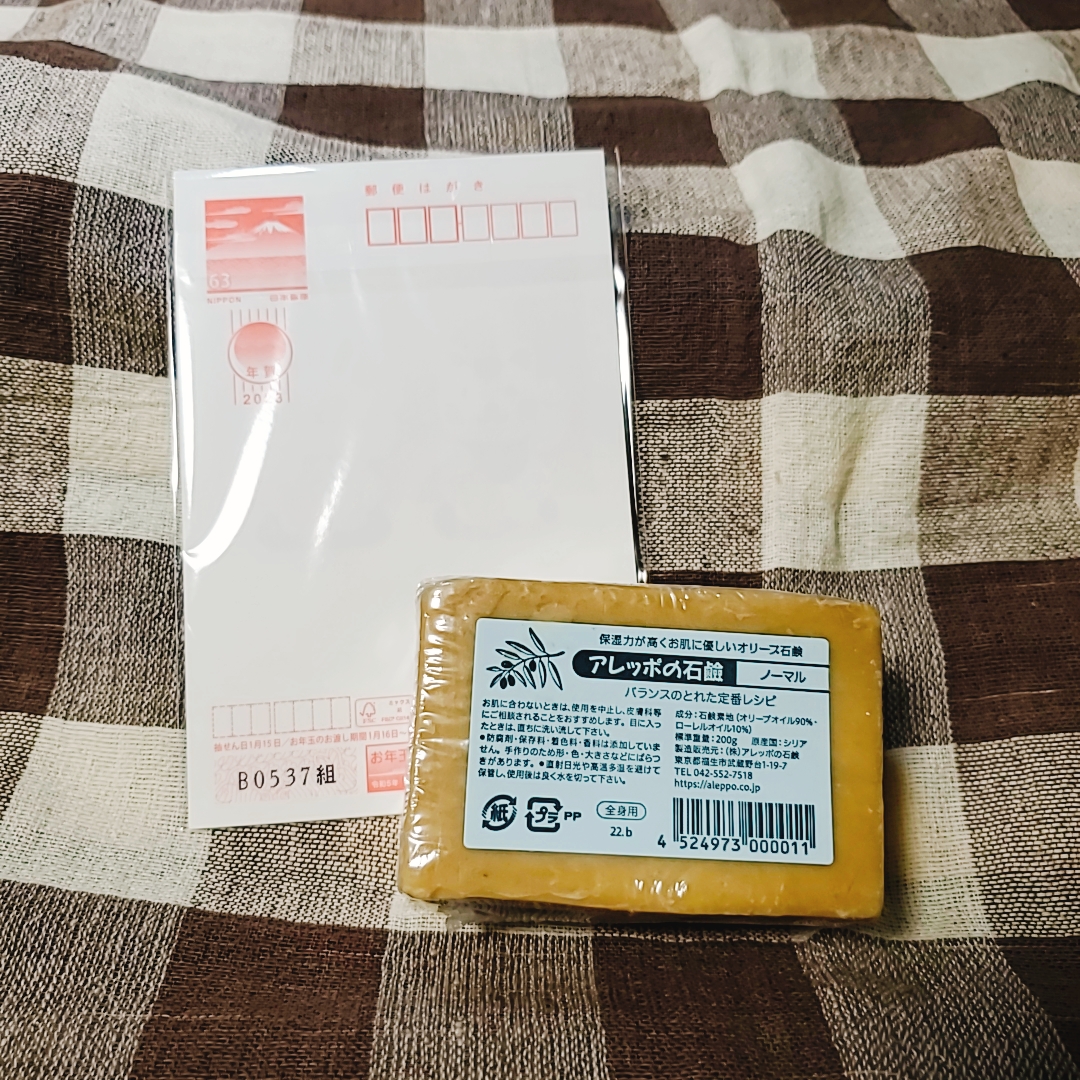 郵便はがき
63
NIPPON 日本郵便
年賀
2023
抽せん日1月15日/お年玉のお渡し期間1月16日〜
B0537組
お年玉
保湿力が高くお肌に優しいオリーブ石鹸
アレッポの石鹸 ノーマル
バランスのとれた定番レシピ
お肌に合わないときは、使用を中止し、皮膚科等
にご相談されることをおすすめします。目に入っ
たときは、直ちに洗い流して下さい。
●防腐剤・保存料・着色料・香料は添加していま
せん。手作りのため形・色・大きさなどにばらつ
きがあります。●直射日光や高温多湿を避けて
保管し、使用後は良く水を切って下さい。
成分:石鹸素地(オリーブオイル90%・
ローレルオイル10%)
標準重量:200g 原産国:シリア
製造販売元:(株)アレッポの石鹸
東京都福生市武蔵野台1-19-7
TEL 042-552-7518
https://aleppo.co.jp
紙 プラ PP 全身用
22.b
4 524973 000011